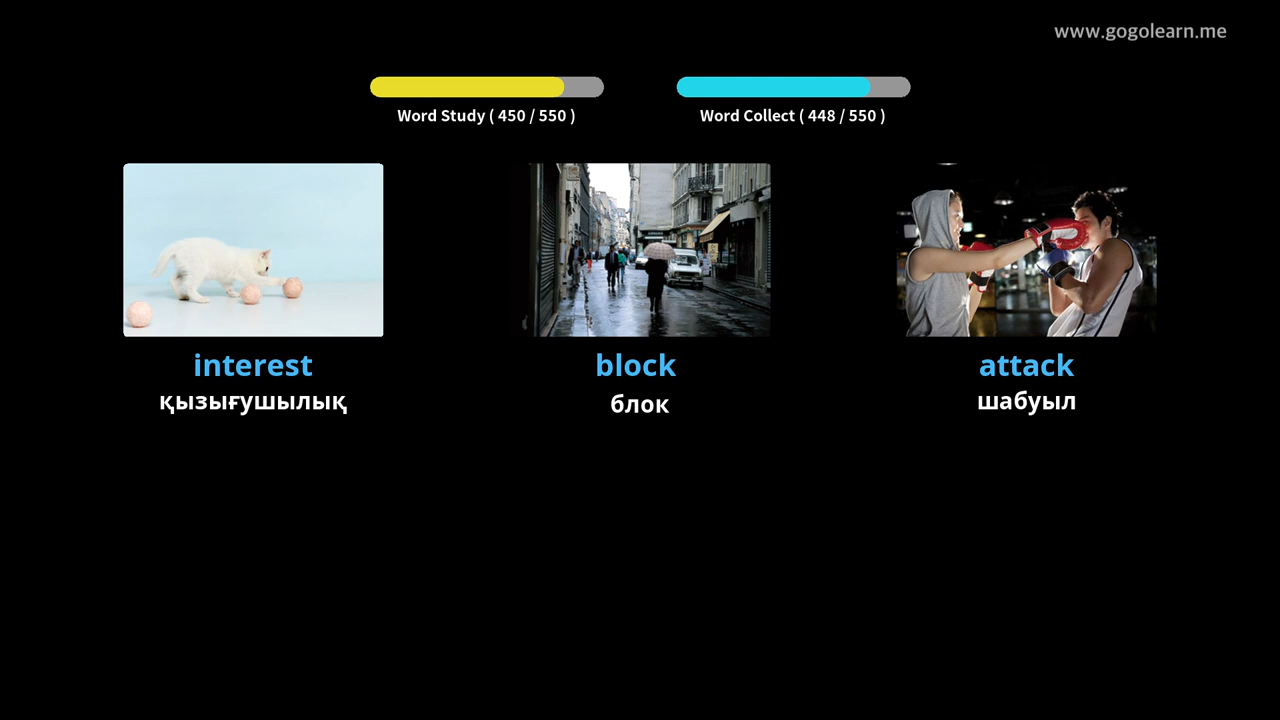 www.gogolearn.me
Word Study ( 450 / 550 )
Word Collect ( 448 / 550 )
interest
block
attack
қызығушылық
блок
шабуыл